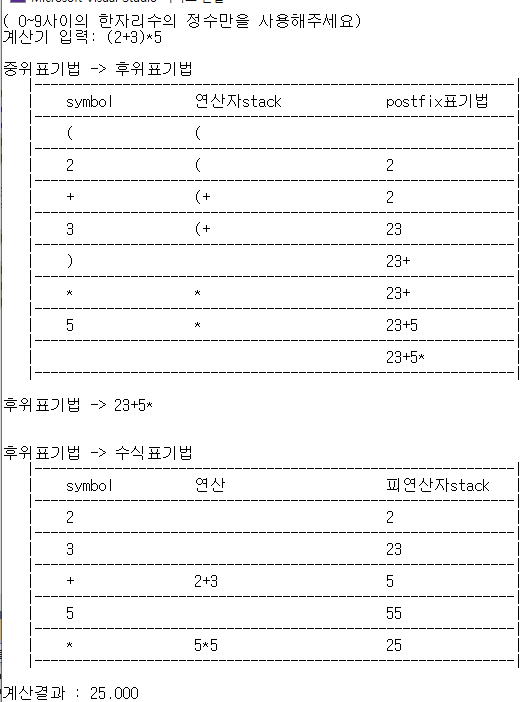 ( 0~9사이의 한자리수의 정수만을 사용해주세요)
계산기 입력: (2+3)*5
중위표기법 -> 후위표기법
symbol 연산자stack postfix표기법
( (
2 ( 2
+ (+ 2
3 (+ 23
) 23+
* * 23+
5 * 23+5
23+5*
후위표기법 -> 23+5*
후위표기법 -> 수식표기법
symbol 연산 피연산자stack
2 2
3 23
+ 2+3 5
5 55
* 5*5 25
계산결과 : 25.000